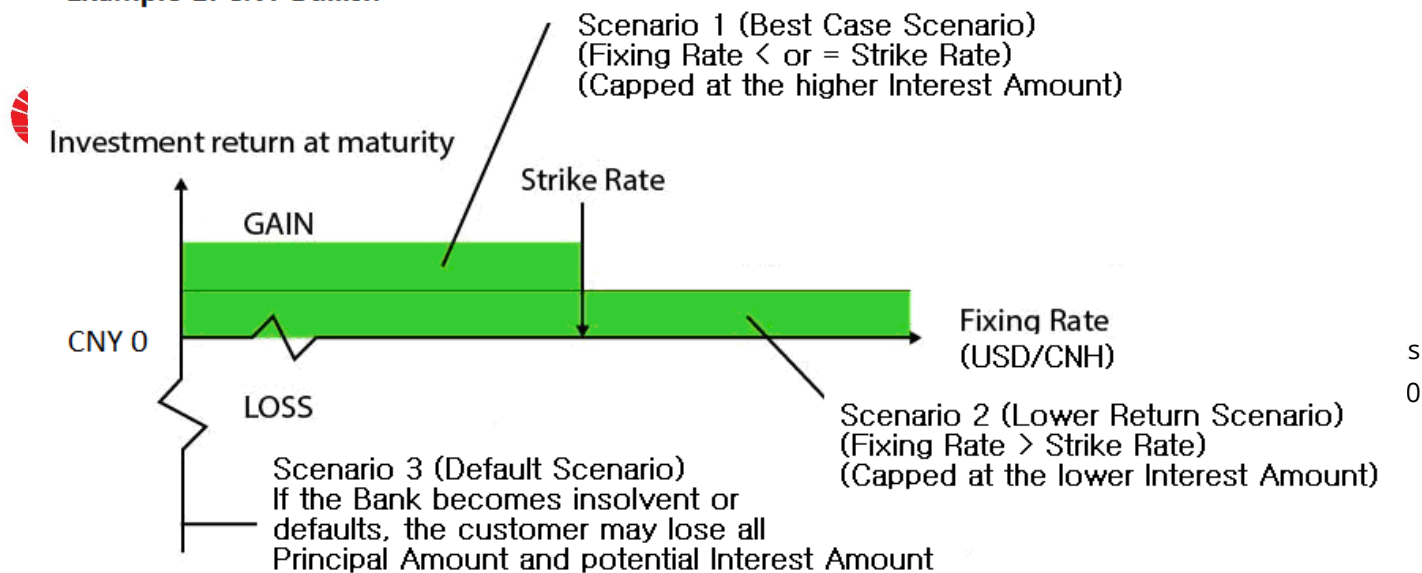 Scenario 1 (Best Case Scenario)
(Fixing Rate < or = Strike Rate)
(Capped at the higher Interest Amount)
Investment return at maturity
Strike Rate
GAIN
CNY 0
Fixing Rate
(USD/CNH)
s
0
LOSS
Scenario 2 (Lower Return Scenario)
(Fixing Rate > Strike Rate)
(Capped at the lower Interest Amount)
Scenario 3 (Default Scenario)
If the Bank becomes insolvent or
defaults, the customer may lose all
Principal Amount and potential Interest Amount